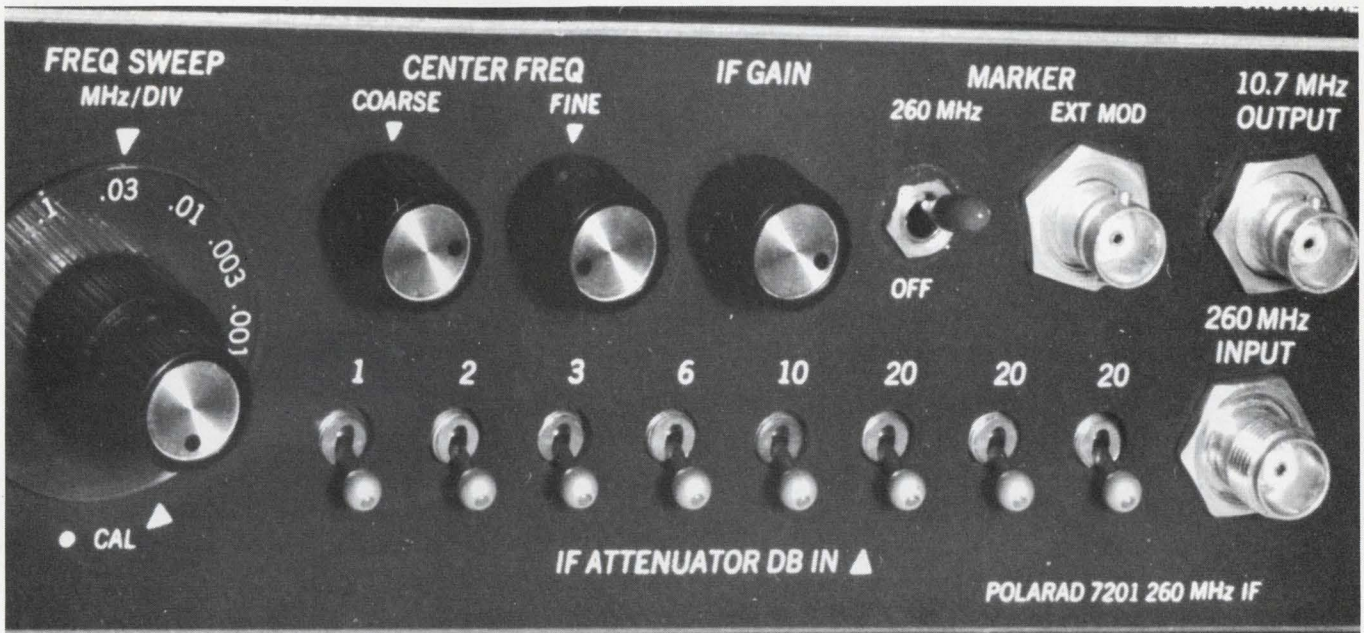 FREQ SWEEP
MHz/DIV
.1 .03 .01 .003 .001
CAL
CENTER FREQ
COARSE FINE
IF GAIN
MARKER
260 MHz EXT MOD
OFF
10.7 MHz
OUTPUT
260 MHz
INPUT
1 2 3 6 10 20 20 20
IF ATTENUATOR DB IN
POLARAD 7201 260 MHz IF